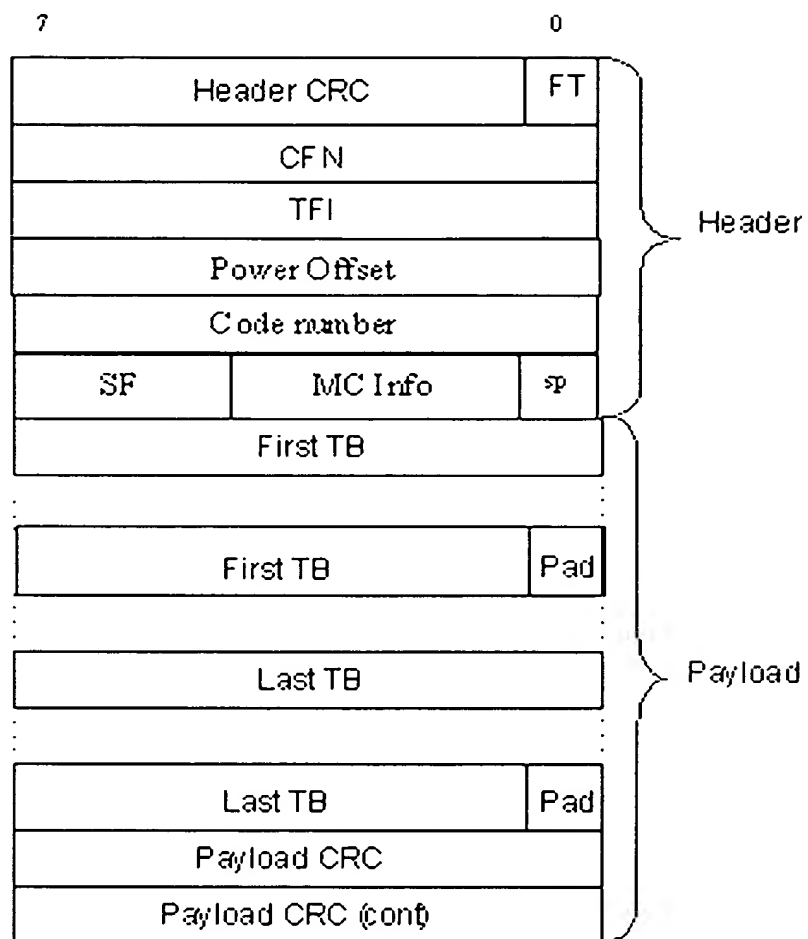 7 0
Header CRC FT
CFN
TFI
Header
Power Offset
Code number
SF MC Info sp
First TB
First TB Pad
Last TB
Payload
Last TB Pad
Payload CRC
Payload CRC (cont)